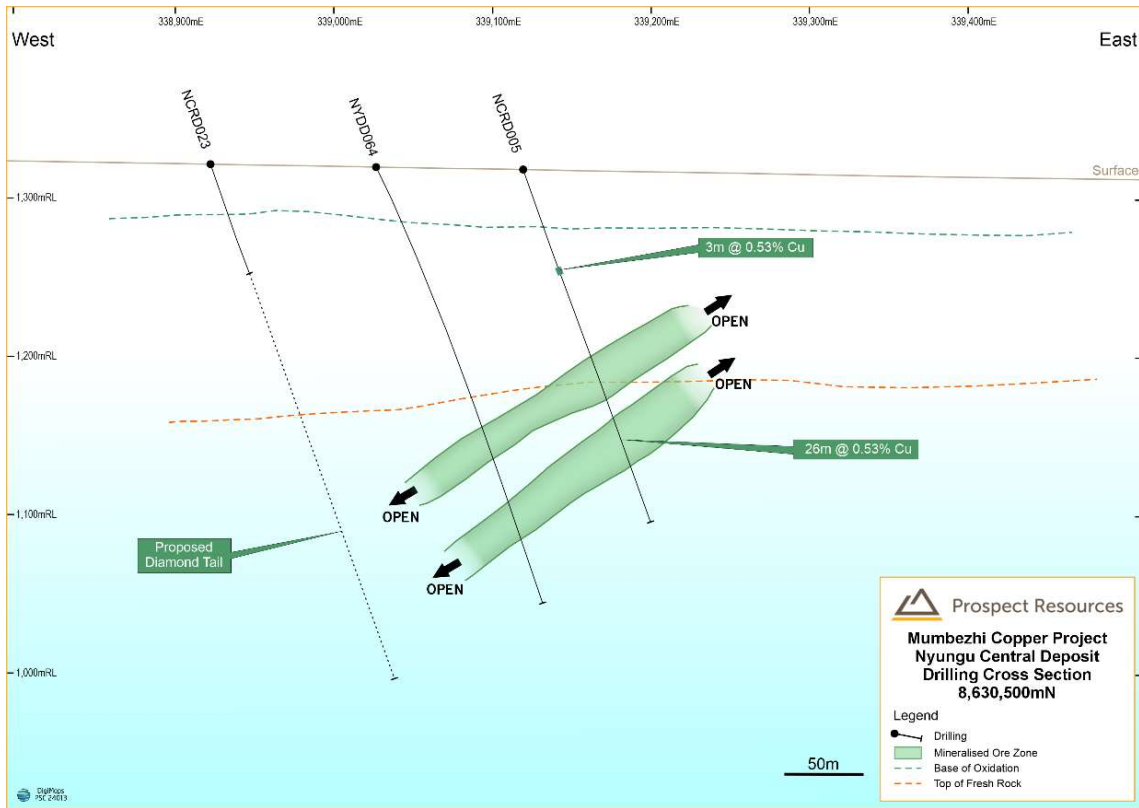 338,900mE
339,000mE
339,100mE
339,200mE
339,300mE
339,400mE
West
East
NCRD023
NYDD064
NCRD005
Surface
1,300mRL
3m @ 0.53% Cu
OPEN
1,200mRL
OPEN
26m @ 0.53% Cu
OPEN
1,100mRL
Proposed
Diamond Tail
OPEN
1,000mRL
Prospect Resources
Mumbezhi Copper Project
Nyungu Central Deposit
Drilling Cross Section
8,630,500mN
Legend
Drilling
Mineralised Ore Zone
Base of Oxidation
Top of Fresh Rock
50m
DigiMaps
PSC 24013